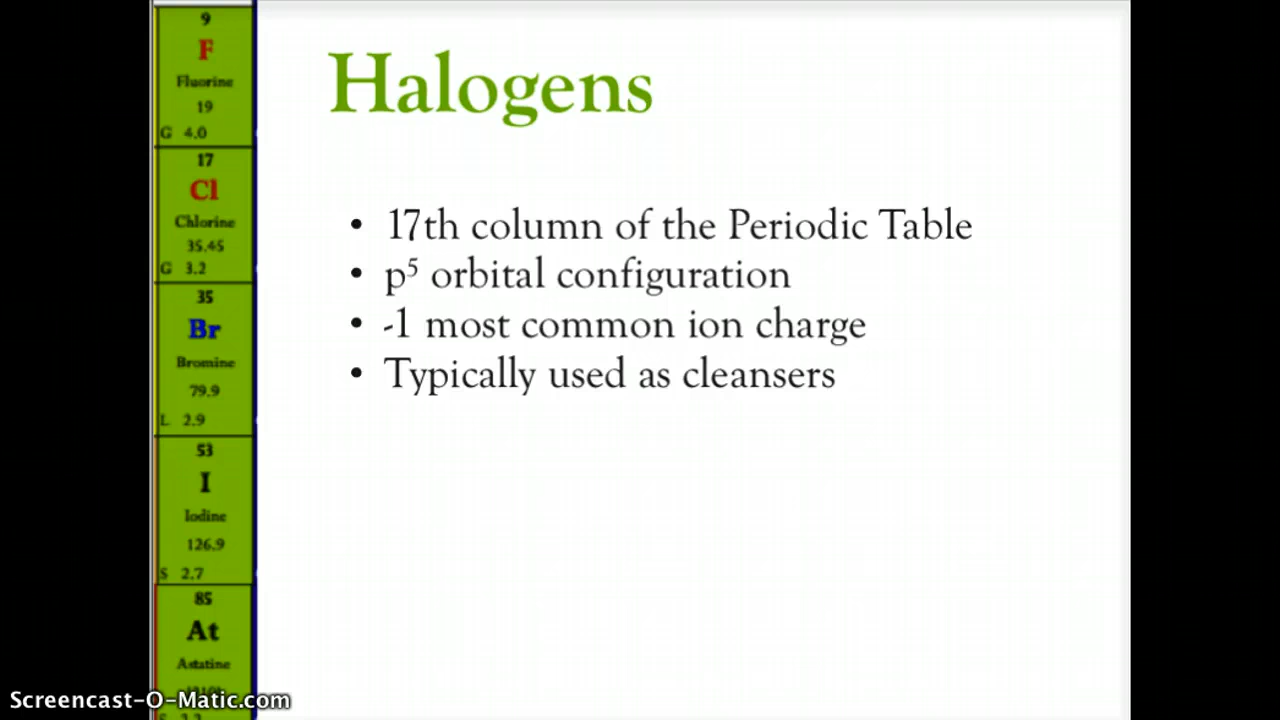 9
F
Fluorine
19
G 4.0
17
Cl
Chlorine
35.45
G 3.2
35
Br
Bromine
79.9
L 2.9
53
I
Iodine
126.9
S 2.7
85
At
Astatine
Halogens
• 17th column of the Periodic Table
• p⁵ orbital configuration
• -1 most common ion charge
• Typically used as cleansers
Screencast-O-Matic.com